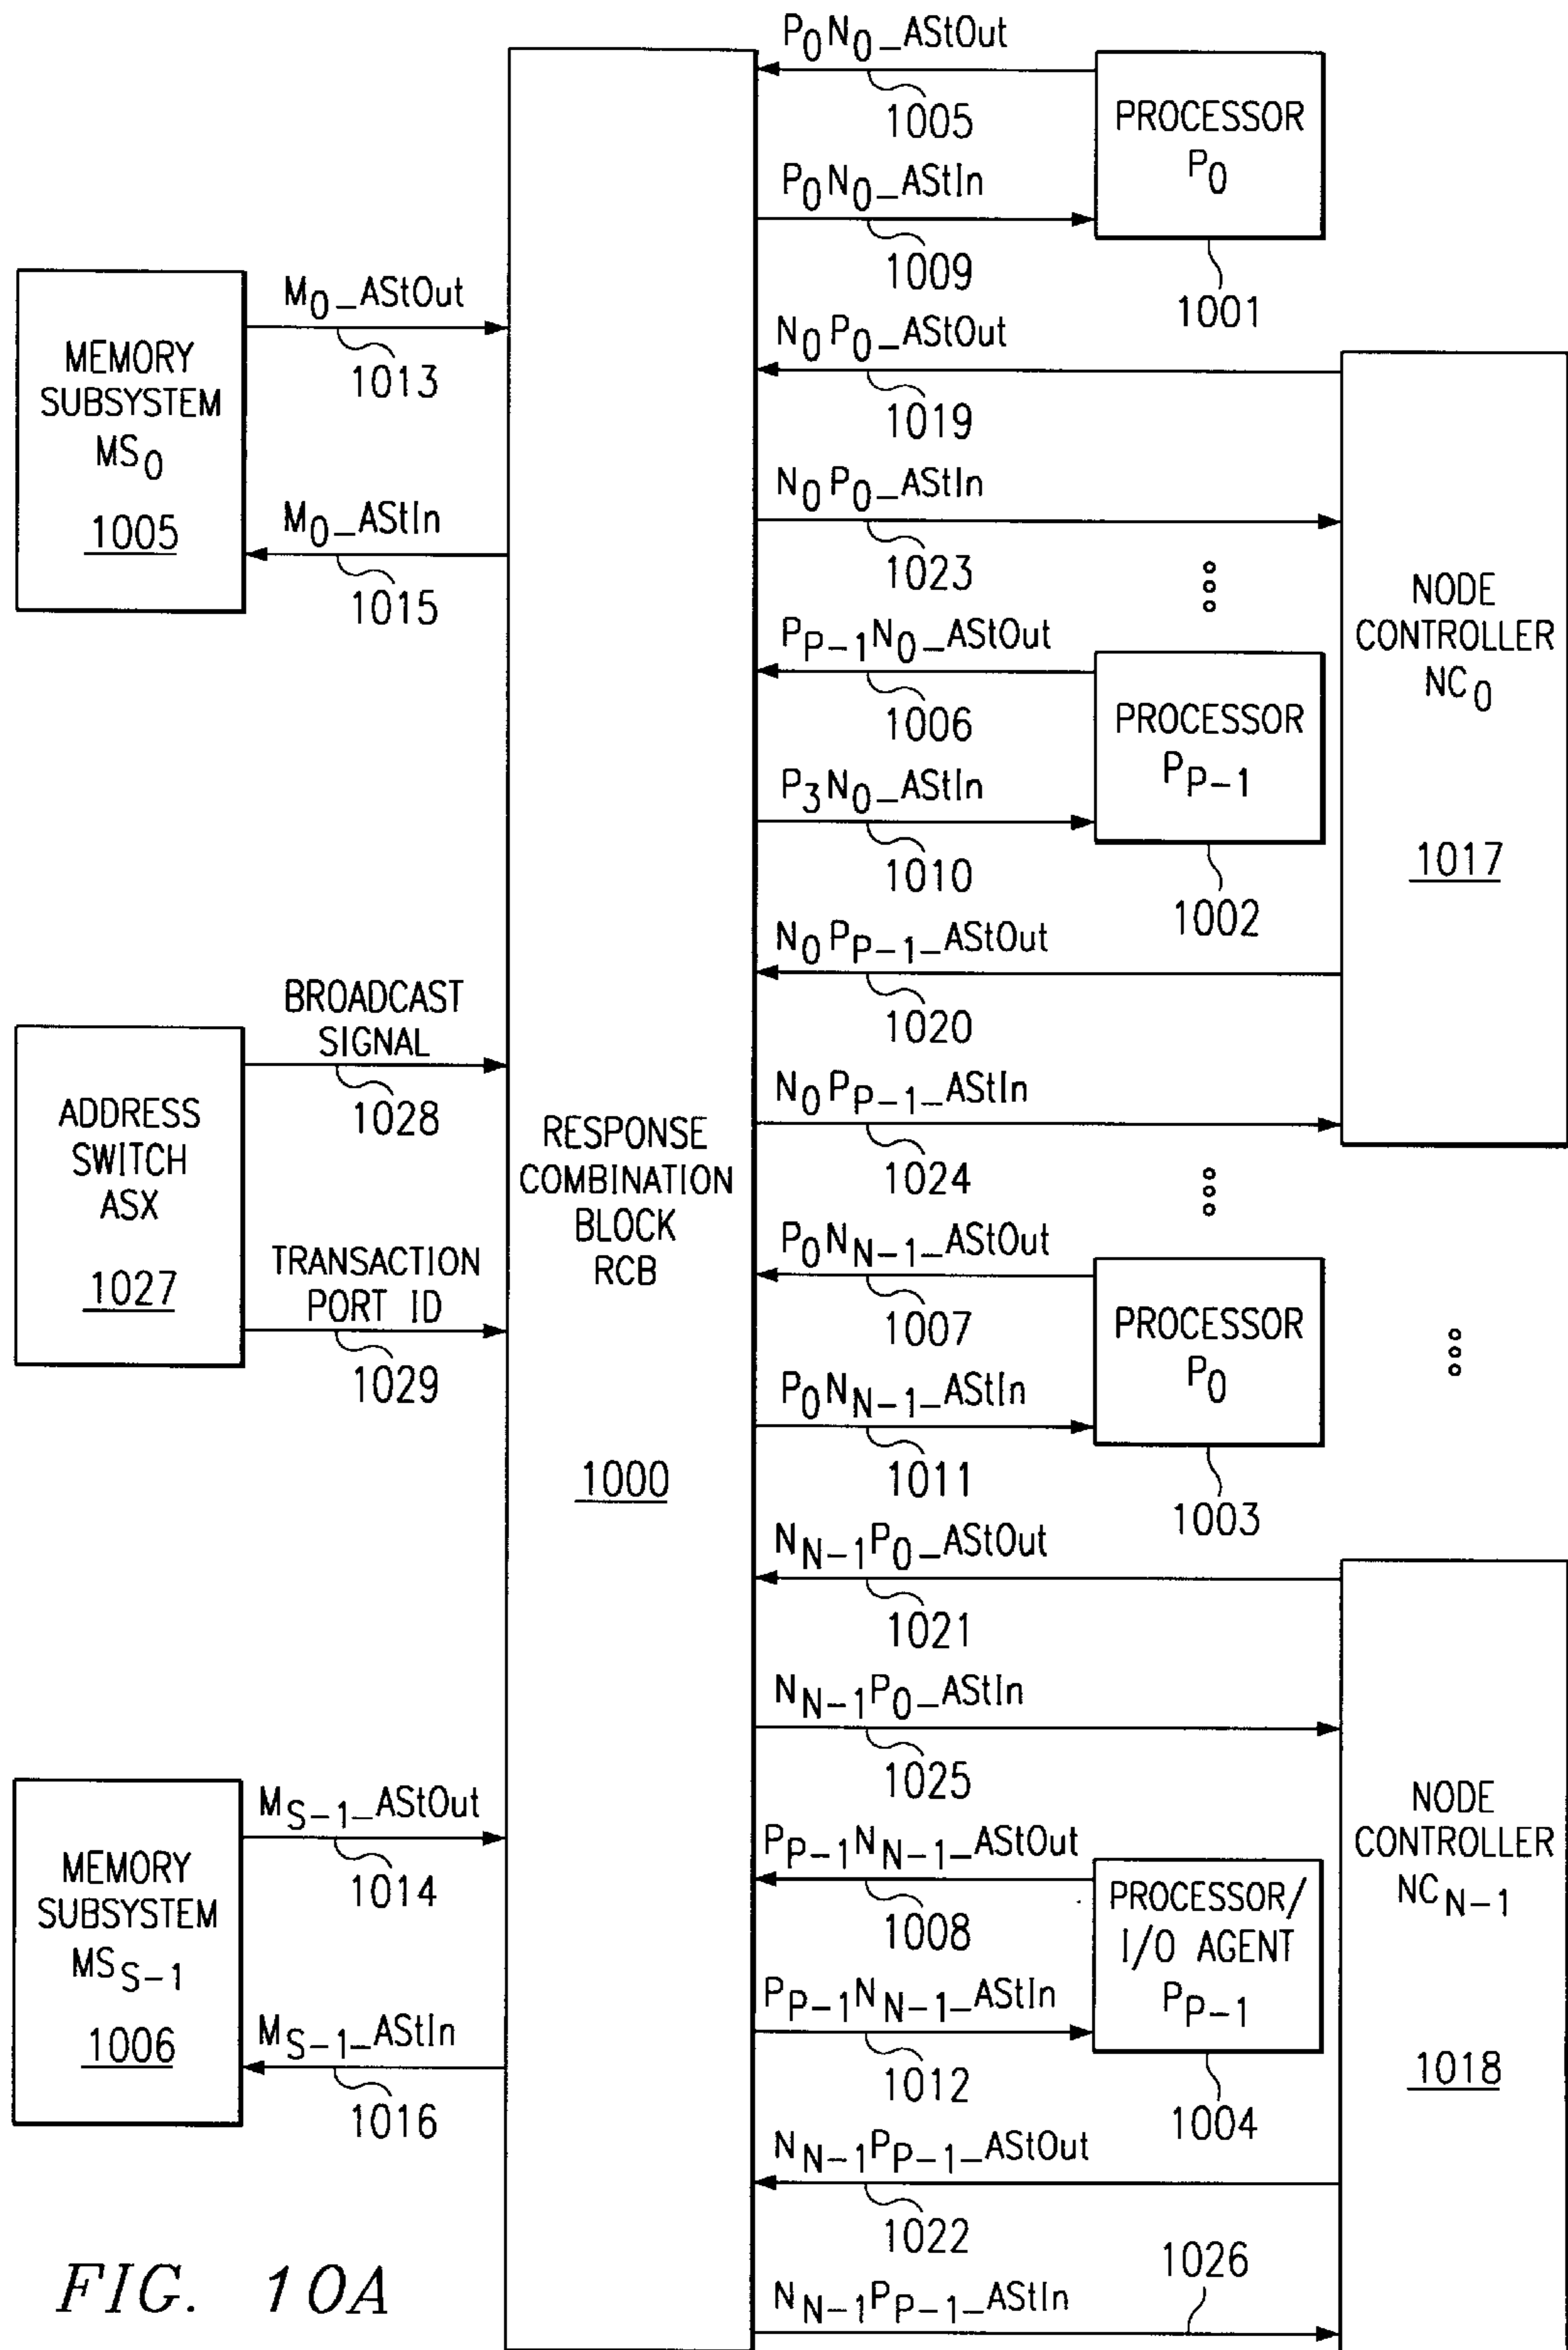 P0N0_AStOut
1005
PROCESSOR
P0
P0N0_AStIn
1009
1001
M0_AStOut
1013
MEMORY
SUBSYSTEM
MS0
1005
M0_AStIn
1015
N0P0_AStOut
1019
N0P0_AStIn
1023
NODE
CONTROLLER
NC0
1017
PP-1N0_AStOut
1006
PROCESSOR
PP-1
P3N0_AStIn
1010
1002
N0PP-1_AStOut
1020
N0PP-1_AStIn
1024
BROADCAST
SIGNAL
1028
ADDRESS
SWITCH
ASX
1027
TRANSACTION
PORT ID
1029
RESPONSE
COMBINATION
BLOCK
RCB
1000
P0NN-1_AStOut
1007
PROCESSOR
P0
P0NN-1_AStIn
1011
1003
NN-1P0_AStOut
1021
NN-1P0_AStIn
1025
NODE
CONTROLLER
NCN-1
1018
MS-1_AStOut
1014
MEMORY
SUBSYSTEM
MSS-1
1006
MS-1_AStIn
1016
PP-1NN-1_AStOut
1008
PROCESSOR/
I/O AGENT
PP-1
PP-1NN-1_AStIn
1012
1004
NN-1PP-1_AStOut
1022
1026
NN-1PP-1_AStIn
FIG. 10A